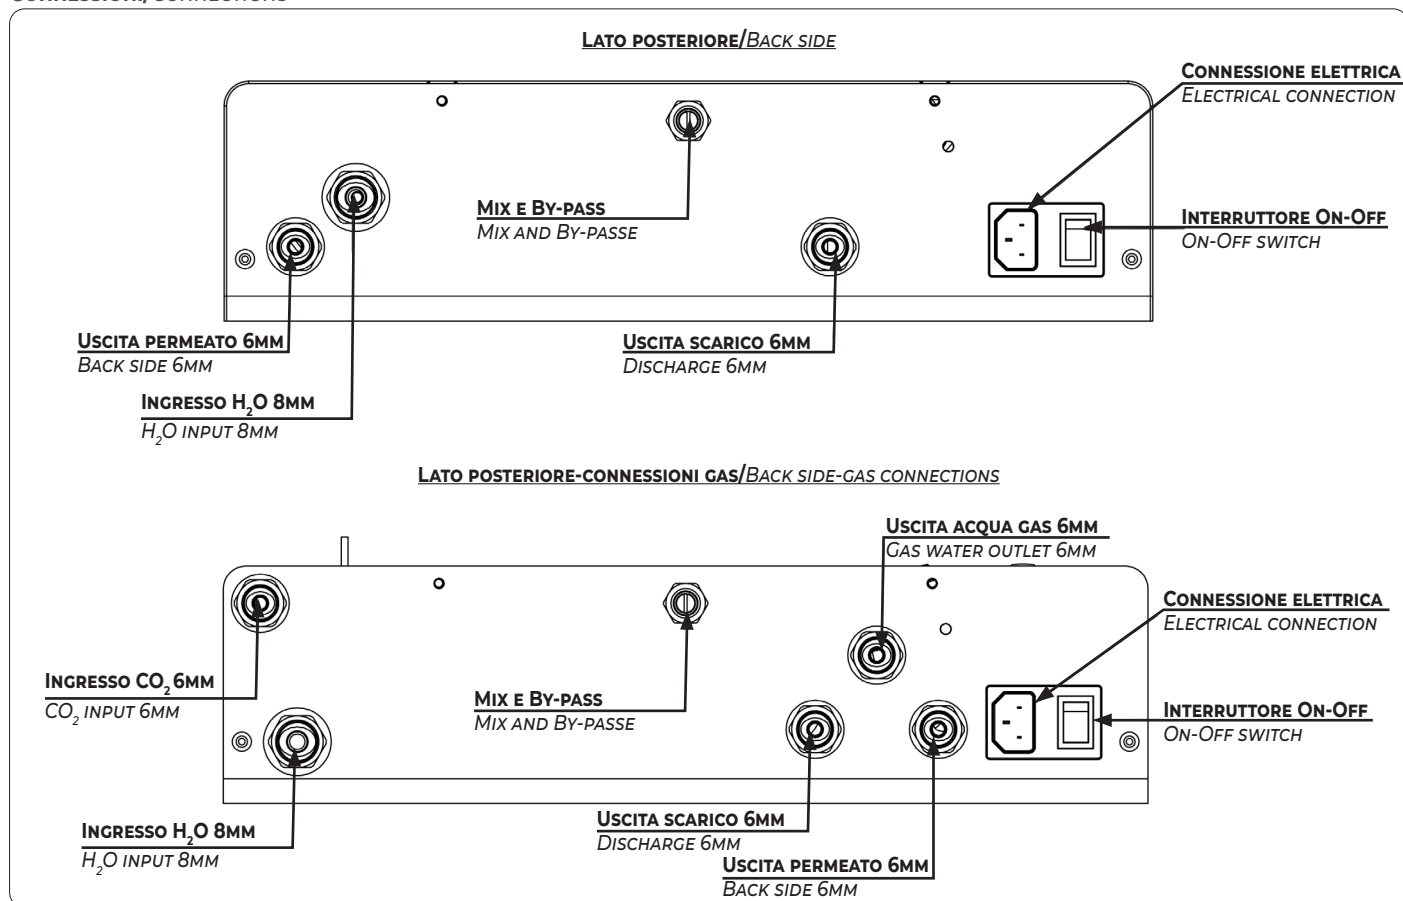 LATO POSTERIORE/BACK SIDE
CONNESSIONE ELETTRICA
ELECTRICAL CONNECTION
MIX E BY-PASS
MIX AND BY-PASSE
INTERRUTTORE ON-OFF
ON-OFF SWITCH
USCITA PERMEATO 6MM
BACK SIDE 6MM
USCITA SCARICO 6MM
DISCHARGE 6MM
INGRESSO H₂O 8MM
H₂O INPUT 8MM
LATO POSTERIORE-CONNESSIONI GAS/BACK SIDE-GAS CONNECTIONS
USCITA ACQUA GAS 6MM
GAS WATER OUTLET 6MM
CONNESSIONE ELETTRICA
ELECTRICAL CONNECTION
INGRESSO CO₂ 6MM
CO₂ INPUT 6MM
MIX E BY-PASS
MIX AND BY-PASSE
INTERRUTTORE ON-OFF
ON-OFF SWITCH
INGRESSO H₂O 8MM
H₂O INPUT 8MM
USCITA SCARICO 6MM
DISCHARGE 6MM
USCITA PERMEATO 6MM
BACK SIDE 6MM